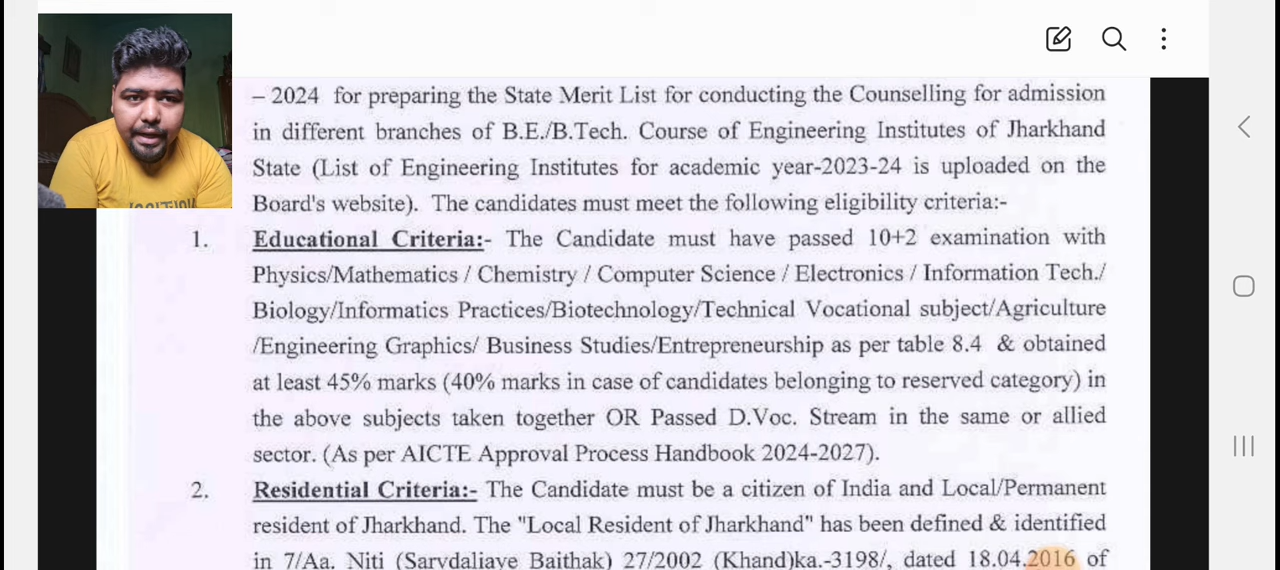 – 2024 for preparing the State Merit List for conducting the Counselling for admission
in different branches of B.E./B.Tech. Course of Engineering Institutes of Jharkhand
State (List of Engineering Institutes for academic year-2023-24 is uploaded on the
Board's website). The candidates must meet the following eligibility criteria:-
1. Educational Criteria:- The Candidate must have passed 10+2 examination with
Physics/Mathematics / Chemistry / Computer Science / Electronics / Information Tech./
Biology/Informatics Practices/Biotechnology/Technical Vocational subject/Agriculture
/Engineering Graphics/ Business Studies/Entrepreneurship as per table 8.4 & obtained
at least 45% marks (40% marks in case of candidates belonging to reserved category) in
the above subjects taken together OR Passed D.Voc. Stream in the same or allied
sector. (As per AICTE Approval Process Handbook 2024-2027).
2. Residential Criteria:- The Candidate must be a citizen of India and Local/Permanent
resident of Jharkhand. The "Local Resident of Jharkhand" has been defined & identified
in 7/Aa. Niti (Sarvdaliaye Baithak) 27/2002 (Khand)ka.-3198/, dated 18.04.2016 of